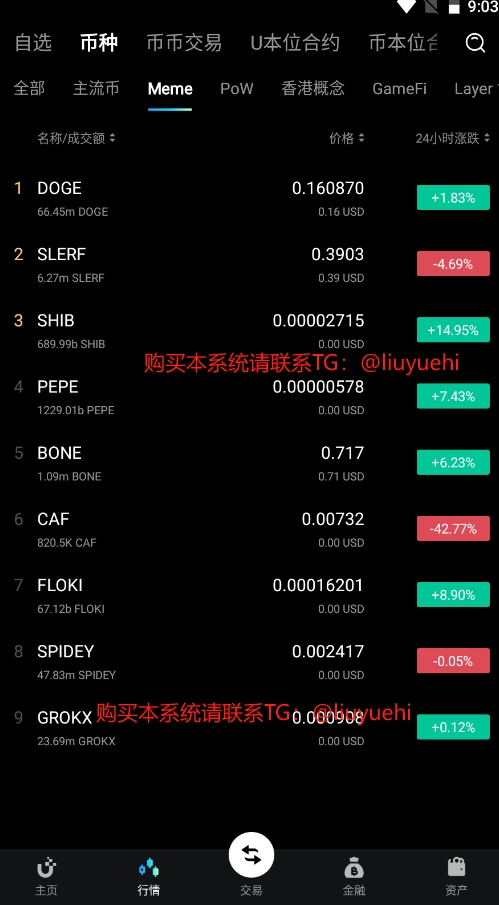 9:03
自选 币种 币币交易 U本位合约 币本位合
全部 主流币 Meme PoW 香港概念 GameFi Layer
名称/成交额 价格 24小时涨跌
1 DOGE 0.160870 +1.83%
66.45m DOGE 0.16 USD
2 SLERF 0.3903 -4.69%
6.27m SLERF 0.39 USD
3 SHIB 0.00002715 +14.95%
689.99b SHIB 0.00 USD
购买本系统请联系TG：@liuyuehi
4 PEPE 0.00000578 +7.43%
1229.01b PEPE 0.00 USD
5 BONE 0.717 +6.23%
1.09m BONE 0.71 USD
6 CAF 0.00732 -42.77%
820.5K CAF 0.00 USD
7 FLOKI 0.00016201 +8.90%
67.12b FLOKI 0.00 USD
8 SPIDEY 0.002417 -0.05%
47.83m SPIDEY 0.00 USD
9 GROKX 0.000908 +0.12%
购买本系统请联系TG：@liuyuehi
23.69m GROKX 0.00 USD
主页 行情 交易 金融 资产